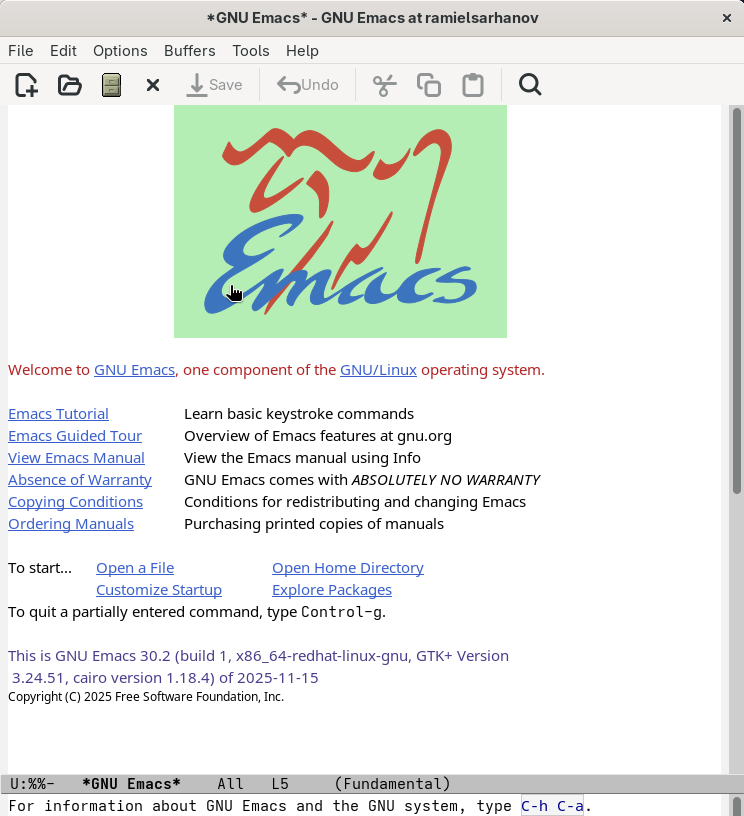 *GNU Emacs* - GNU Emacs at ramielsarhanov
File Edit Options Buffers Tools Help
Save Undo
Emacs
Welcome to GNU Emacs, one component of the GNU/Linux operating system.
Emacs Tutorial Learn basic keystroke commands
Emacs Guided Tour Overview of Emacs features at gnu.org
View Emacs Manual View the Emacs manual using Info
Absence of Warranty GNU Emacs comes with ABSOLUTELY NO WARRANTY
Copying Conditions Conditions for redistributing and changing Emacs
Ordering Manuals Purchasing printed copies of manuals
To start... Open a File Open Home Directory
Customize Startup Explore Packages
To quit a partially entered command, type Control-g.
This is GNU Emacs 30.2 (build 1, x86_64-redhat-linux-gnu, GTK+ Version
3.24.51, cairo version 1.18.4) of 2025-11-15
Copyright (C) 2025 Free Software Foundation, Inc.
U:%%- *GNU Emacs* All L5 (Fundamental)
For information about GNU Emacs and the GNU system, type C-h C-a.